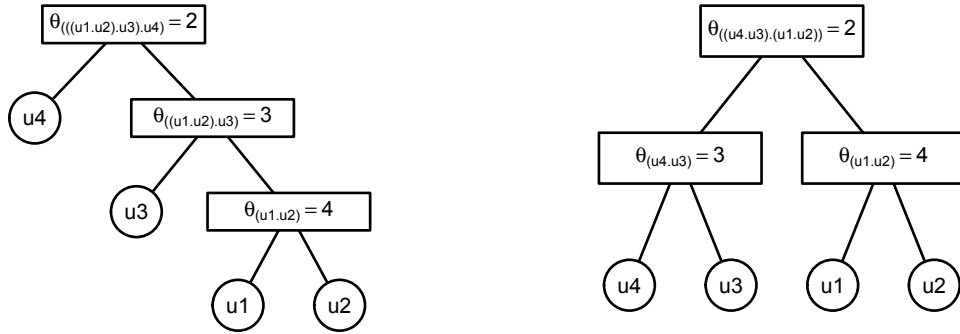 θ(((u1.u2).u3).u4) = 2
u4
θ((u1.u2).u3) = 3
u3
θ(u1.u2) = 4
u1 u2
θ((u4.u3).(u1.u2)) = 2
θ(u4.u3) = 3 θ(u1.u2) = 4
u4 u3 u1 u2